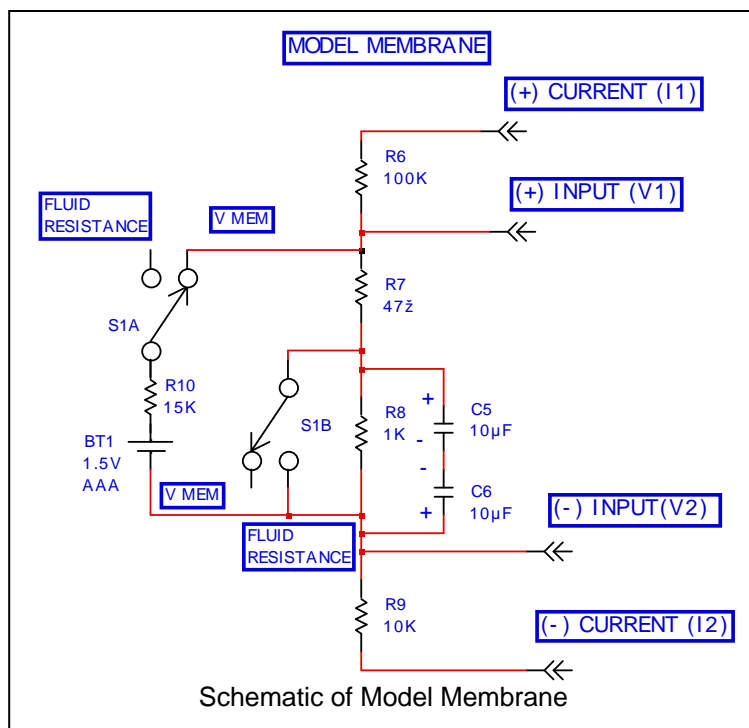 MODEL MEMBRANE
(+) CURRENT (I1)
R6
100K
(+) INPUT (V1)
FLUID
RESISTANCE
V MEM
R7
47ž
S1A
R10
15K
S1B
R8
1K
+
C5
10µF
-
-
C6
10µF
+
BT1
1.5V
AAA
V MEM
(-) INPUT(V2)
FLUID
RESISTANCE
R9
10K
(-) CURRENT (I2)
Schematic of Model Membrane